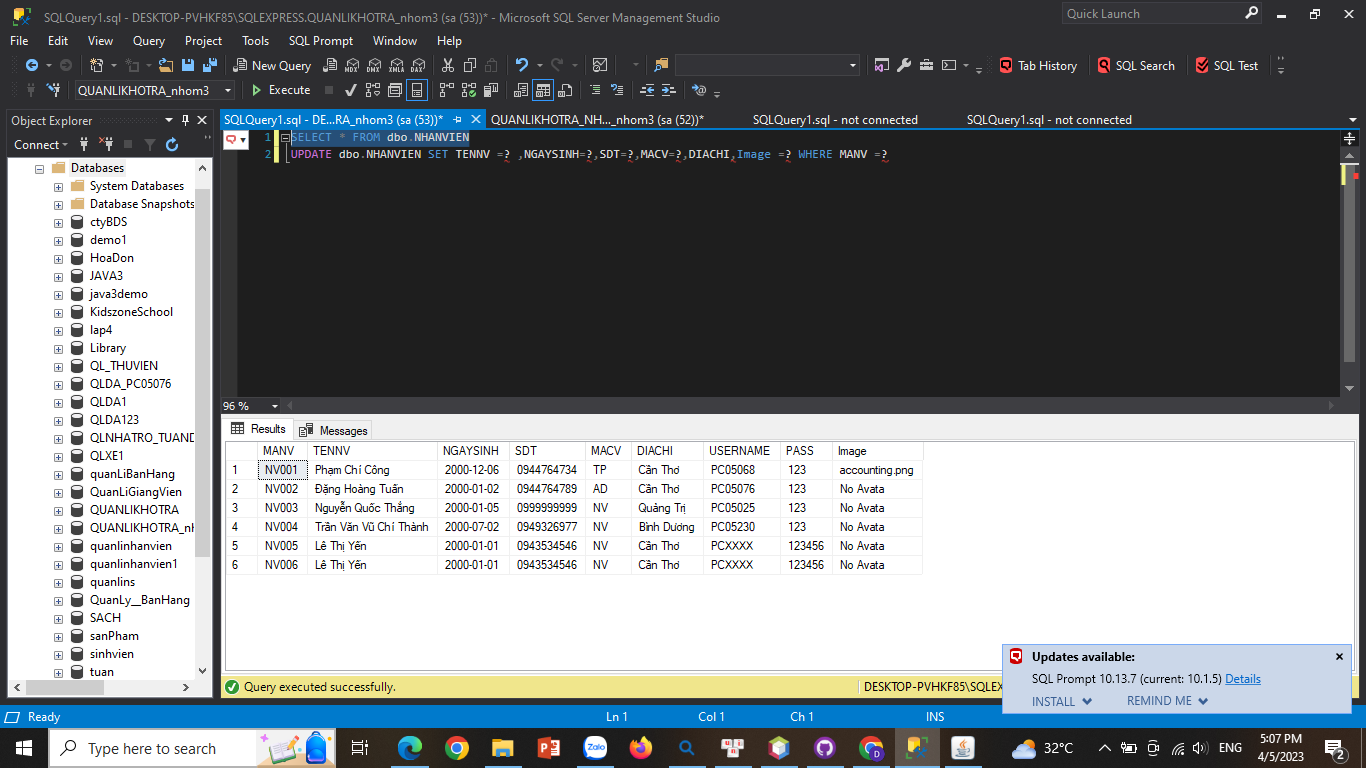 SQLQuery1.sql - DESKTOP-PVHKF85\SQLEXPRESS.QUANLIKHOTRA_nhom3 (sa (53))* - Microsoft SQL Server Management Studio
Quick Launch
File Edit View Query Project Tools SQL Prompt Window Help
New Query MDX DMX XMLA DAX Tab History SQL Search SQL Test
QUANLIKHOTRA_nhom3 Execute
Object Explorer
Connect
Databases
System Databases
Database Snapshots
ctyBDS
demo1
HoaDon
JAVA3
java3demo
KidszoneSchool
lap4
Library
QL_THUVIEN
QLDA_PC05076
QLDA1
QLDA123
QLNHATRO_TUAND
QLXE1
quanLiBanHang
QuanLiGiangVien
QUANLIKHOTRA
QUANLIKHOTRA_nh
quanlinhanvien
quanlinhanvien1
quanlins
QuanLy__BanHang
SACH
sanPham
sinhvien
tuan
SQLQuery1.sql - DE...RA_nhom3 (sa (53))* QUANLIKHOTRA_NH..._nhom3 (sa (52))* SQLQuery1.sql - not connected SQLQuery1.sql - not connected
1 SELECT * FROM dbo.NHANVIEN
2 UPDATE dbo.NHANVIEN SET TENNV =? ,NGAYSINH=?,SDT=?,MACV=?,DIACHI,Image =? WHERE MANV =?
96 %
Results Messages
MANV TENNV NGAYSINH SDT MACV DIACHI USERNAME PASS Image
1 NV001 Phạm Chí Công 2000-12-06 0944764734 TP Cần Thơ PC05068 123 accounting.png
2 NV002 Đặng Hoàng Tuấn 2000-01-02 0944764789 AD Cần Thơ PC05076 123 No Avata
3 NV003 Nguyễn Quốc Thắng 2000-01-05 0999999999 NV Quảng Trị PC05025 123 No Avata
4 NV004 Trần Văn Vũ Chí Thành 2000-07-02 0949326977 NV Bình Dương PC05230 123 No Avata
5 NV005 Lê Thị Yến 2000-01-01 0943534546 NV Cần Thơ PCXXXX 123456 No Avata
6 NV006 Lê Thị Yến 2000-01-01 0943534546 NV Cần Thơ PCXXXX 123456 No Avata
Updates available:
SQL Prompt 10.13.7 (current: 10.1.5) Details
INSTALL REMIND ME
Query executed successfully. DESKTOP-PVHKF85\SQLEX
Ready Ln 1 Col 1 Ch 1 INS
Type here to search Zalo 32°C ENG 5:07 PM
4/5/2023 2